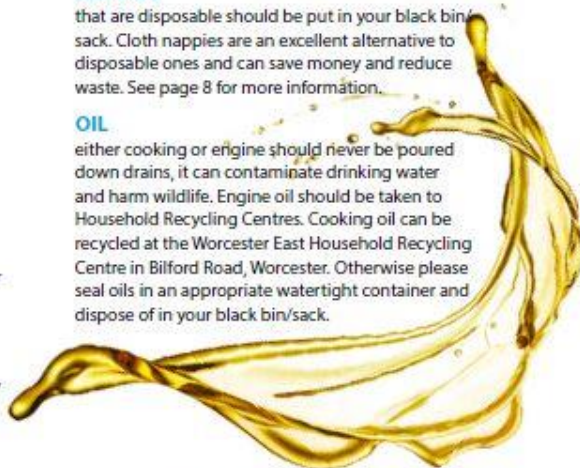 that are disposable should be put in your black bin/
sack. Cloth nappies are an excellent alternative to
disposable ones and can save money and reduce
waste. See page 8 for more information.
OIL
either cooking or engine should never be poured
down drains, it can contaminate drinking water
and harm wildlife. Engine oil should be taken to
Household Recycling Centres. Cooking oil can be
recycled at the Worcester East Household Recycling
Centre in Bilford Road, Worcester. Otherwise please
seal oils in an appropriate watertight container and
dispose of in your black bin/sack.